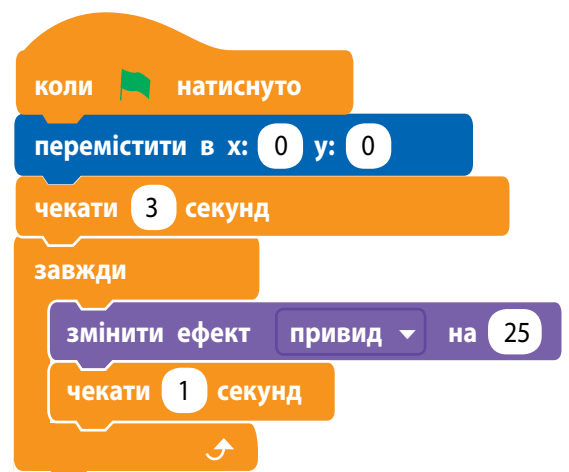 коли натиснуто
перемістити в x: 0 y: 0
чекати 3 секунд
завжди
змінити ефект привид на 25
чекати 1 секунд